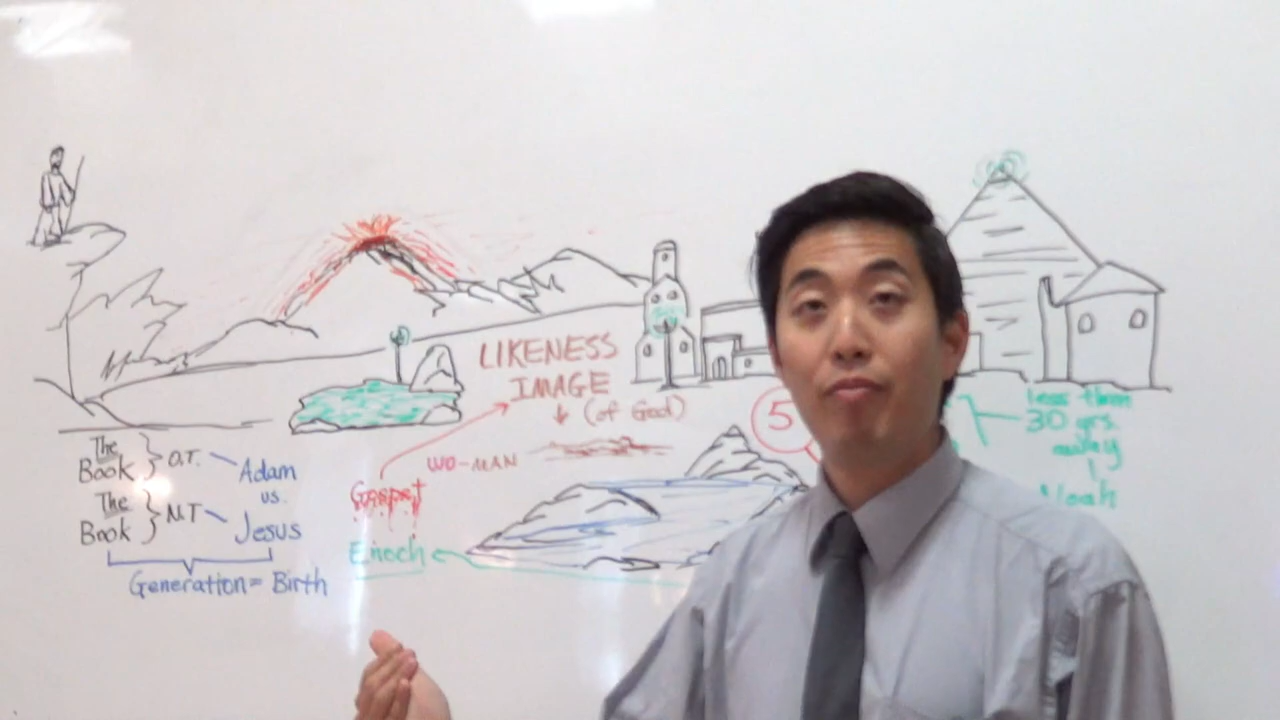 The
Book } O.T. Adam
vs.
The
Book } N.T Jesus
Generation = Birth
LIKENESS
IMAGE
(of God)
WO-MAN
Gospel
Enoch
5
less than
30 yrs.
away
Noah